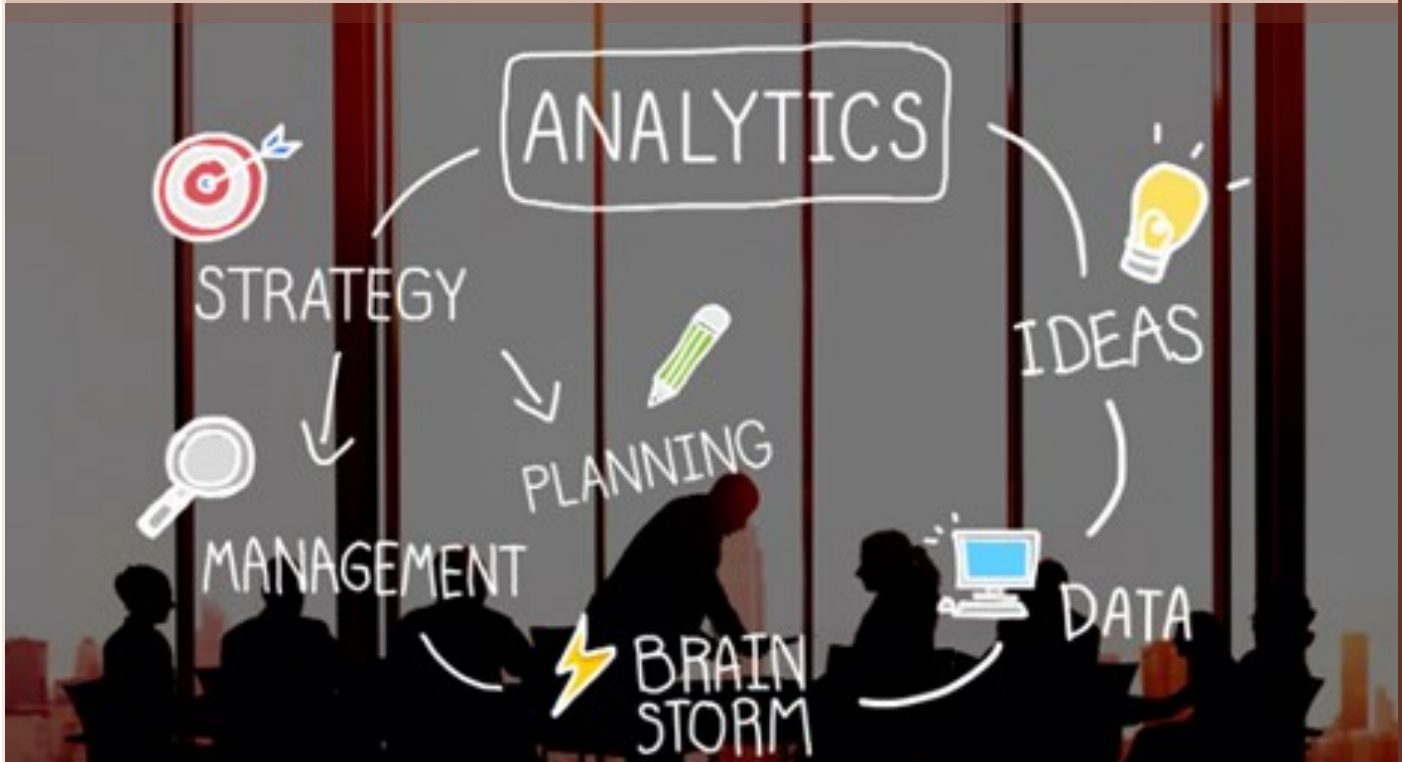 ANALYTICS
STRATEGY
IDEAS
PLANNING
MANAGEMENT
DATA
BRAIN
STORM